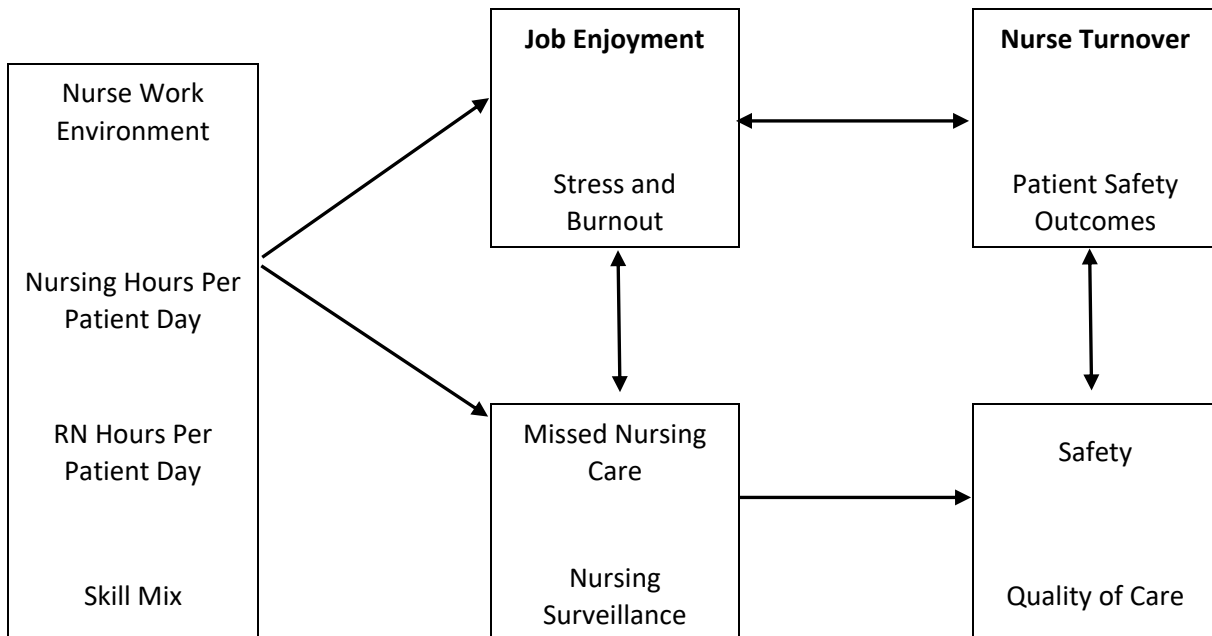 Nurse Work
Environment
Nursing Hours Per
Patient Day
RN Hours Per
Patient Day
Skill Mix
Job Enjoyment
Stress and
Burnout
Missed Nursing
Care
Nursing
Surveillance
Nurse Turnover
Patient Safety
Outcomes
Safety
Quality of Care